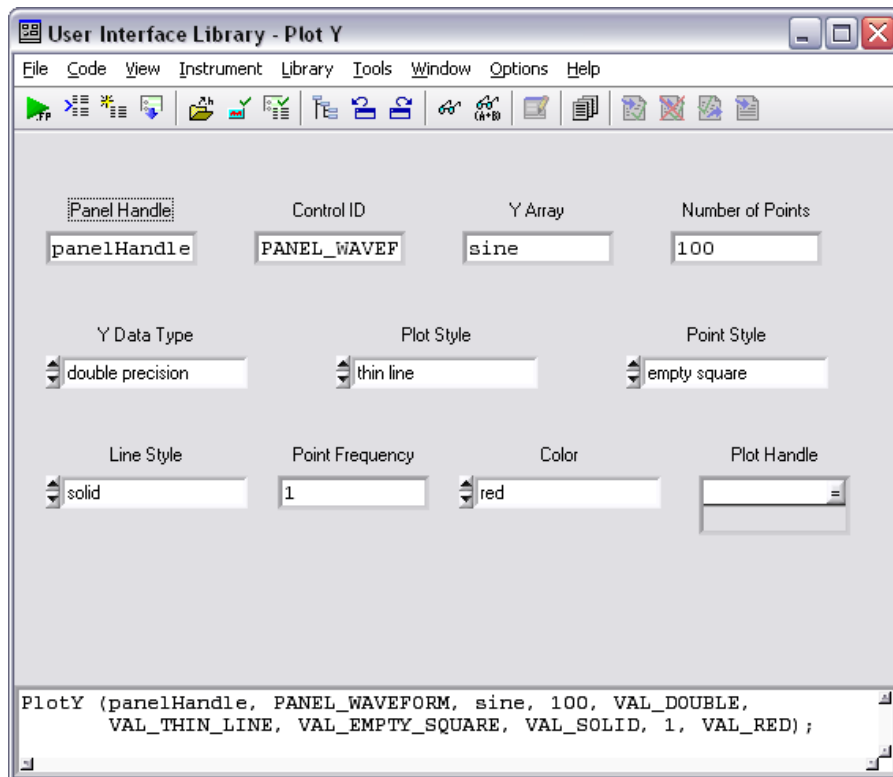 User Interface Library - Plot Y
File Code View Instrument Library Tools Window Options Help
Panel Handle Control ID Y Array Number of Points
panelHandle PANEL_WAVEF sine 100
Y Data Type Plot Style Point Style
double precision thin line empty square
Line Style Point Frequency Color Plot Handle
solid 1 red =
PlotY (panelHandle, PANEL_WAVEFORM, sine, 100, VAL_DOUBLE,
VAL_THIN_LINE, VAL_EMPTY_SQUARE, VAL_SOLID, 1, VAL_RED);